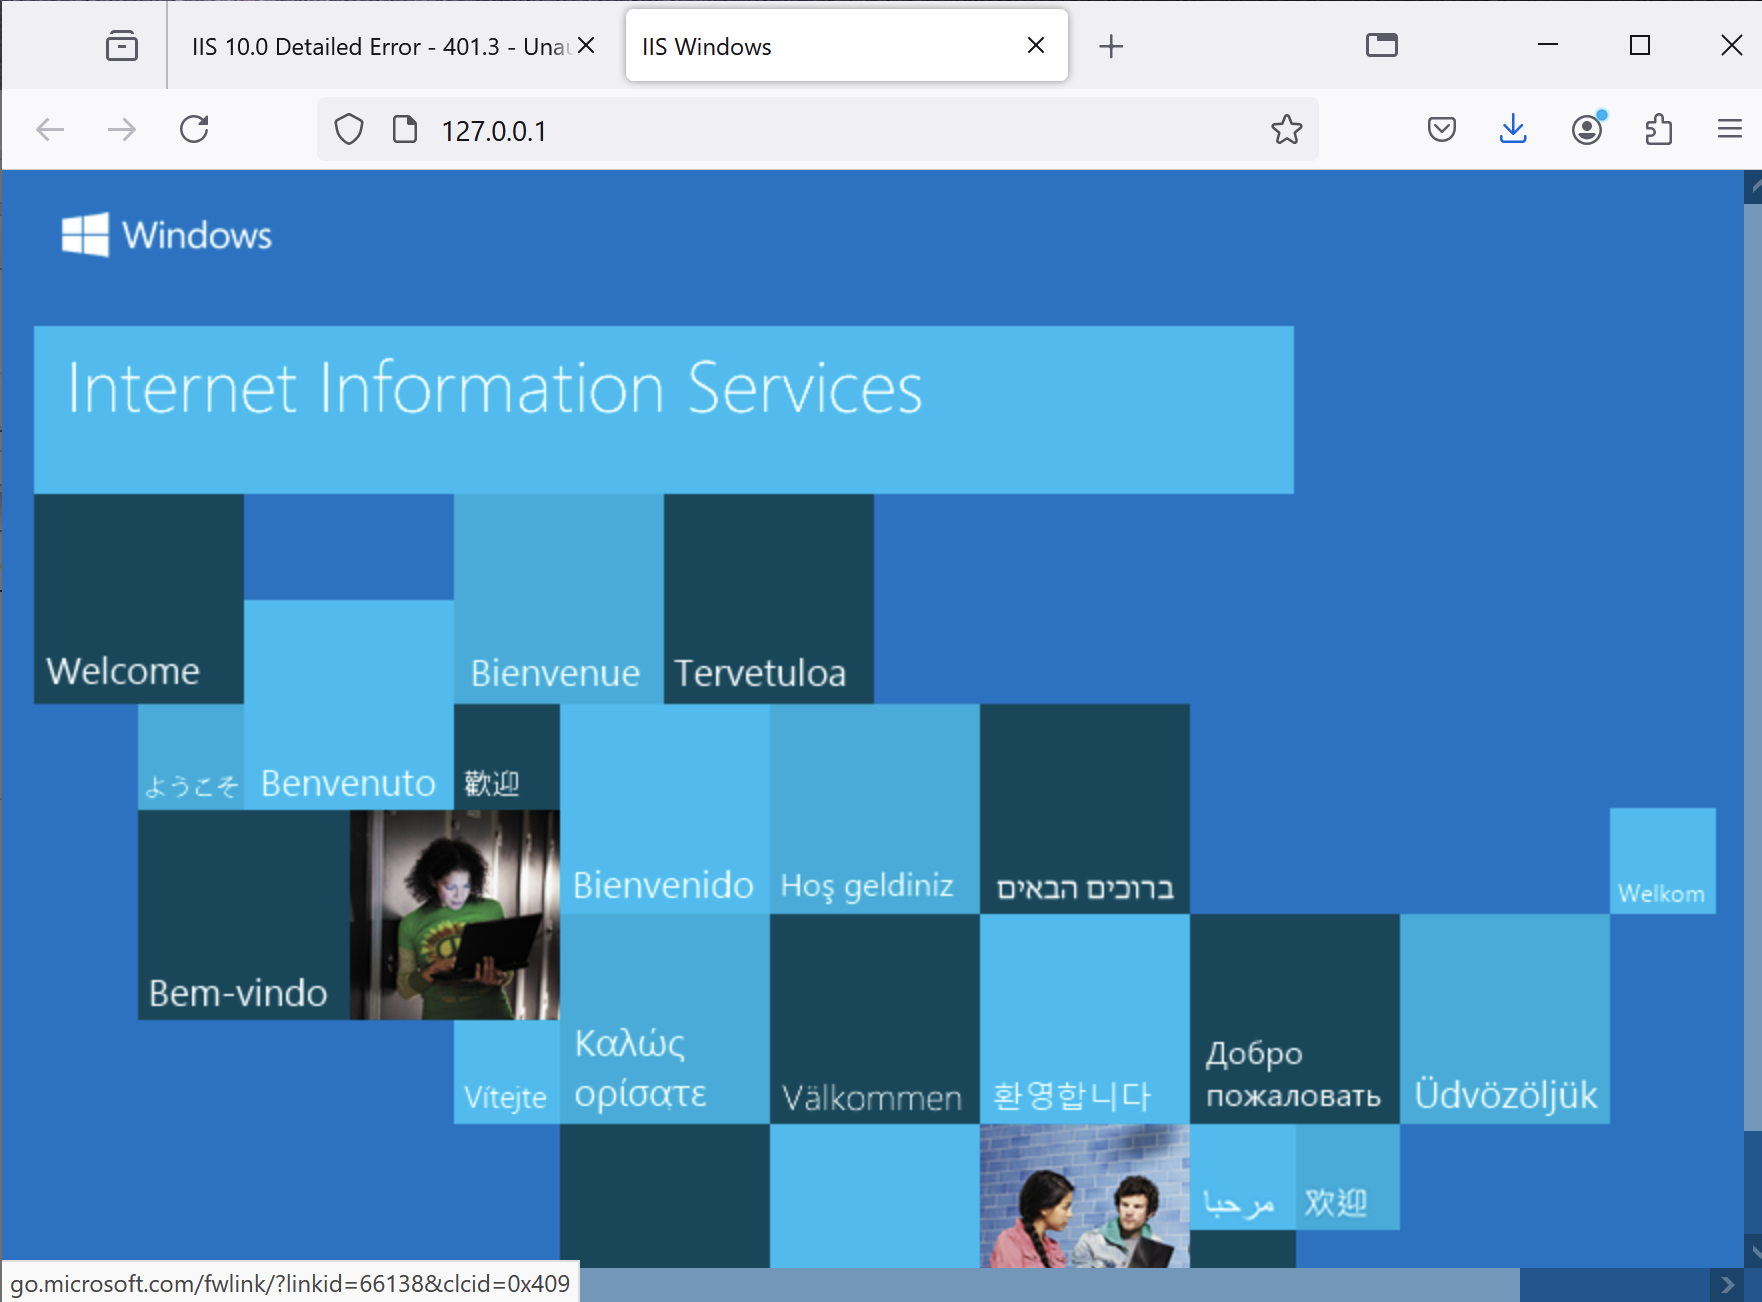 IIS 10.0 Detailed Error - 401.3 - Una
IIS Windows
127.0.0.1
Windows
Internet Information Services
Welcome
Bienvenue
Tervetuloa
ようこそ
Benvenuto
歡迎
Bienvenido
Hoş geldiniz
ברוכים הבאים
Welkom
Bem-vindo
Vítejte
Καλώς
ορίσατε
Välkommen
환영합니다
Добро
пожаловать
Üdvözöljük
مرحبا
欢迎
go.microsoft.com/fwlink/?linkid=66138&clcid=0x409